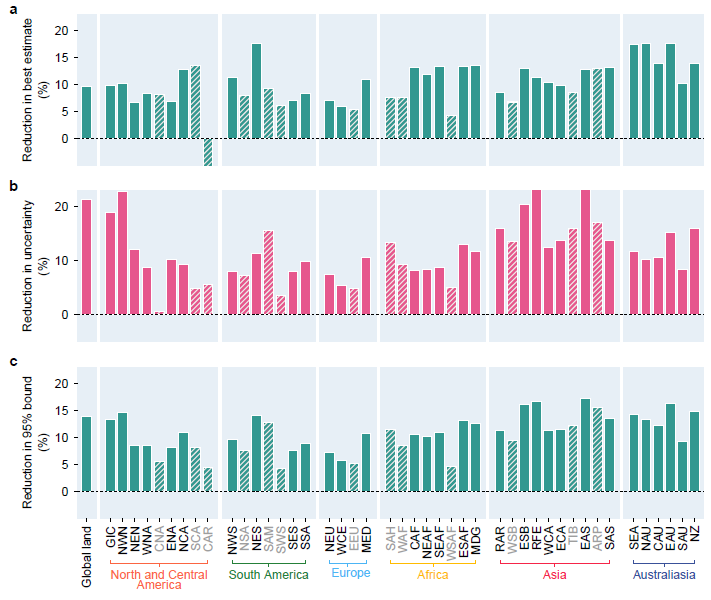 a
Reduction in best estimate
(%)
20
15
10
5
0
b
Reduction in uncertainty
(%)
20
10
0
c
Reduction in 95% bound
(%)
20
15
10
5
0
Global land
GIC
NWN
NEN
WNA
CNA
ENA
NCA
SCA
CAR
NWS
NSA
NES
SAM
SWS
SES
SSA
NEU
WCE
EEU
MED
SAH
WAF
CAF
NEAF
SEAF
WSAF
ESAF
MDG
RAR
WSB
ESB
RFE
WCA
ECA
TIB
EAS
ARP
SAS
SEA
NAU
CAU
EAU
SAU
NZ
North and Central
America
South America
Europe
Africa
Asia
Australiasia